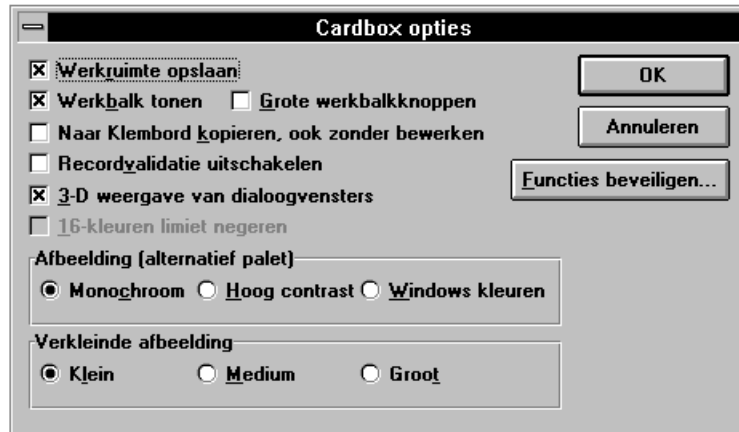 Cardbox opties
Werkruimte opslaan
OK
Werkbalk tonen Grote werkbalkknoppen
Annuleren
Naar Klembord kopieren, ook zonder bewerken
Recordvalidatie uitschakelen
Functies beveiligen...
3-D weergave van dialoogvensters
16-kleuren limiet negeren
Afbeelding (alternatief palet)
Monochroom Hoog contrast Windows kleuren
Verkleinde afbeelding
Klein Medium Groot